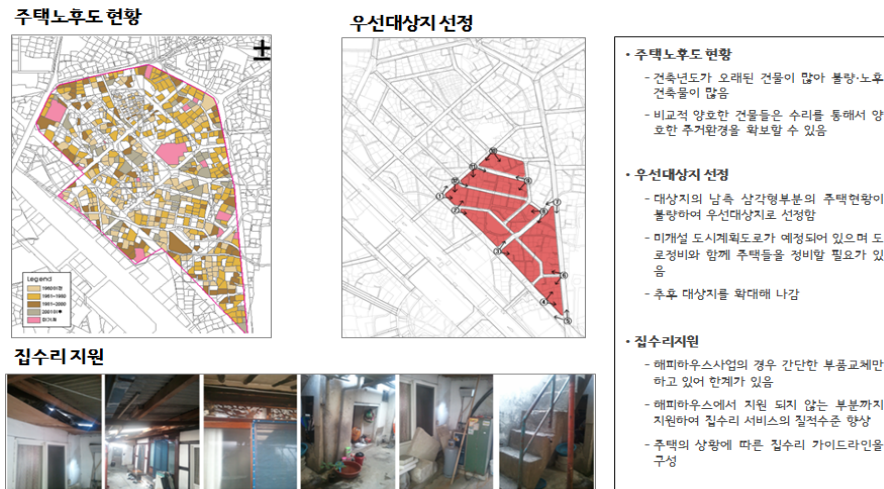 주택노후도 현황
우선대상지 선정
Legend
집수리 지원
• 주택노후도 현황
- 건축년도가 오래된 건물이 많아 불량·노후
건축물이 많음
- 비교적 양호한 건물들은 수리를 통해서 양
호한 주거환경을 확보할 수 있음
• 우선대상지 선정
- 대상지의 남측 삼각형부분의 주택현황이
불량하여 우선대상지로 선정함
- 미개설 도시계획도로가 예정되어 있으며 도
로정비와 함께 주택들을 정비할 필요가 있
음
- 추후 대상지를 확대해 나감
• 집수리지원
- 해피하우스사업의 경우 간단한 부품교체만
하고 있어 한계가 있음
- 해피하우스에서 지원 되지 않는 부분까지
지원하여 집수리 서비스의 질적수준 향상
- 주택의 상황에 따른 집수리 가이드라인을
구성